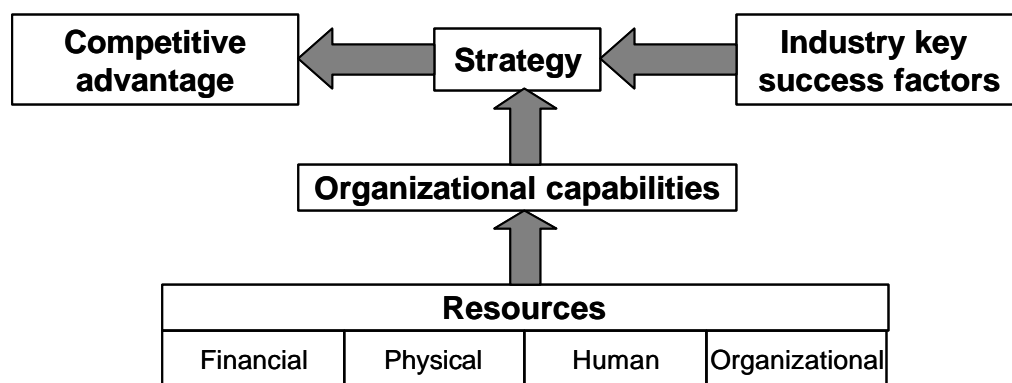 Competitive
advantage
Strategy
Industry key
success factors
Organizational capabilities
Resources
Financial
Physical
Human
Organizational